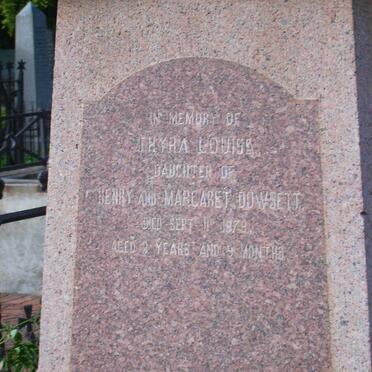 IN MEMORY OF
THYRA LOUISE
DAUGHTER OF
HENRY AND MARGARET DOWSETT
DIED SEPT 11 1879
AGED 2 YEARS AND 9 MONTHS